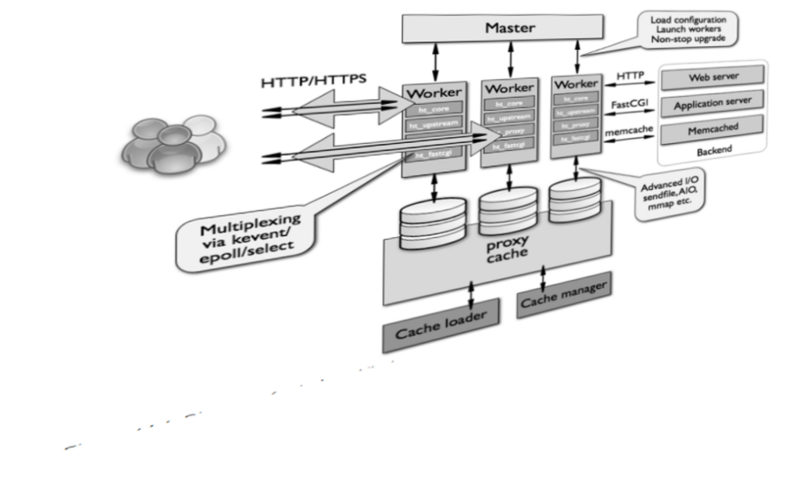 Master
Load configuration
Launch workers
Non-stop upgrade
HTTP/HTTPS
Worker
ht_core
ht_upstream
ht_fastcgi
Worker
ht_core
ht_upstream
_proxy
ht_fastcgi
Worker
ht_core
ht_upstream
ht_proxy
ht_fastcgi
HTTP
FastCGI
memcache
Web server
Application server
Memcached
Backend
Advanced I/O
sendfile, AIO,
mmap etc.
Multiplexing
via kevent/
epoll/select
proxy
cache
Cache loader
Cache manager